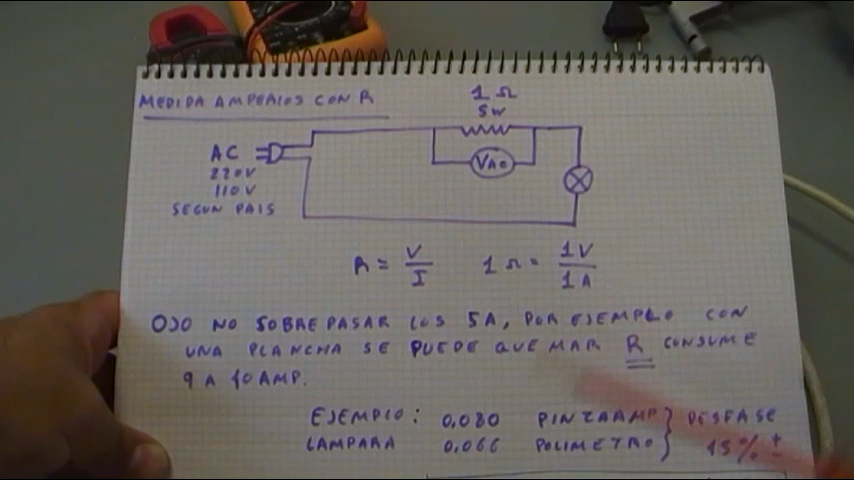 MEDIDA AMPERIOS CON R
1 Ω
5W
AC
220V
110V
SEGUN PAIS
VAC
R = V/I 1 Ω = 1V/1A
OJO NO SOBREPASAR LOS 5A, POR EJEMPLO CON
UNA PLANCHA SE PUEDE QUEMAR R CONSUME
9 A 10 AMP.
EJEMPLO: 0,080 PINZAAMP } DESFASE
LAMPARA 0,066 POLIMETRO } 15% ±